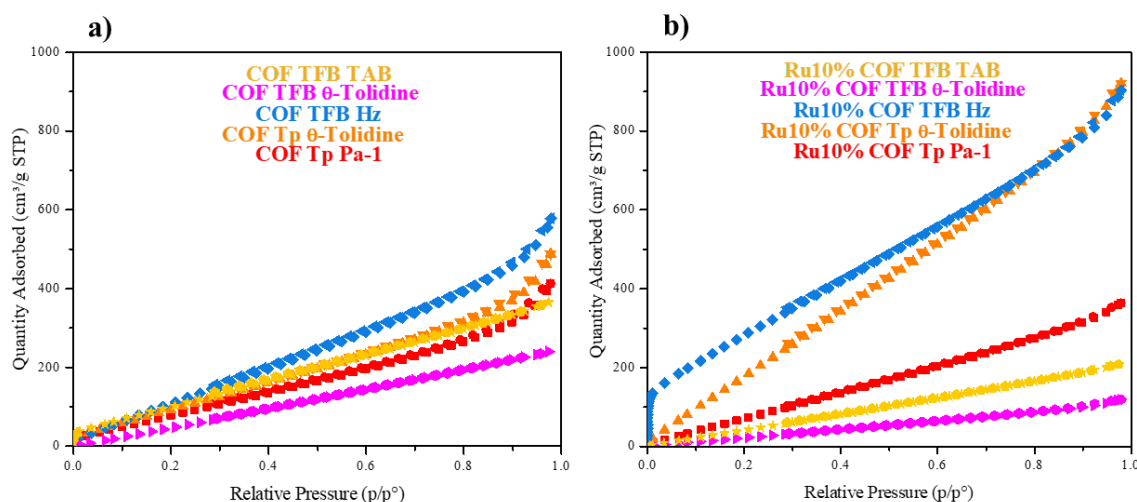 a)
1000
800
600
400
200
0
Quantity Adsorbed (cm³/g STP)
COF TFB TAB
COF TFB θ-Tolidine
COF TFB Hz
COF Tp θ-Tolidine
COF Tp Pa-1
0.0 0.2 0.4 0.6 0.8 1.0
Relative Pressure (p/p°)
b)
1000
800
600
400
200
0
Quantity Adsorbed (cm³/g STP)
Ru10% COF TFB TAB
Ru10% COF TFB θ-Tolidine
Ru10% COF TFB Hz
Ru10% COF Tp θ-Tolidine
Ru10% COF Tp Pa-1
0.0 0.2 0.4 0.6 0.8 1.0
Relative Pressure (p/p°)